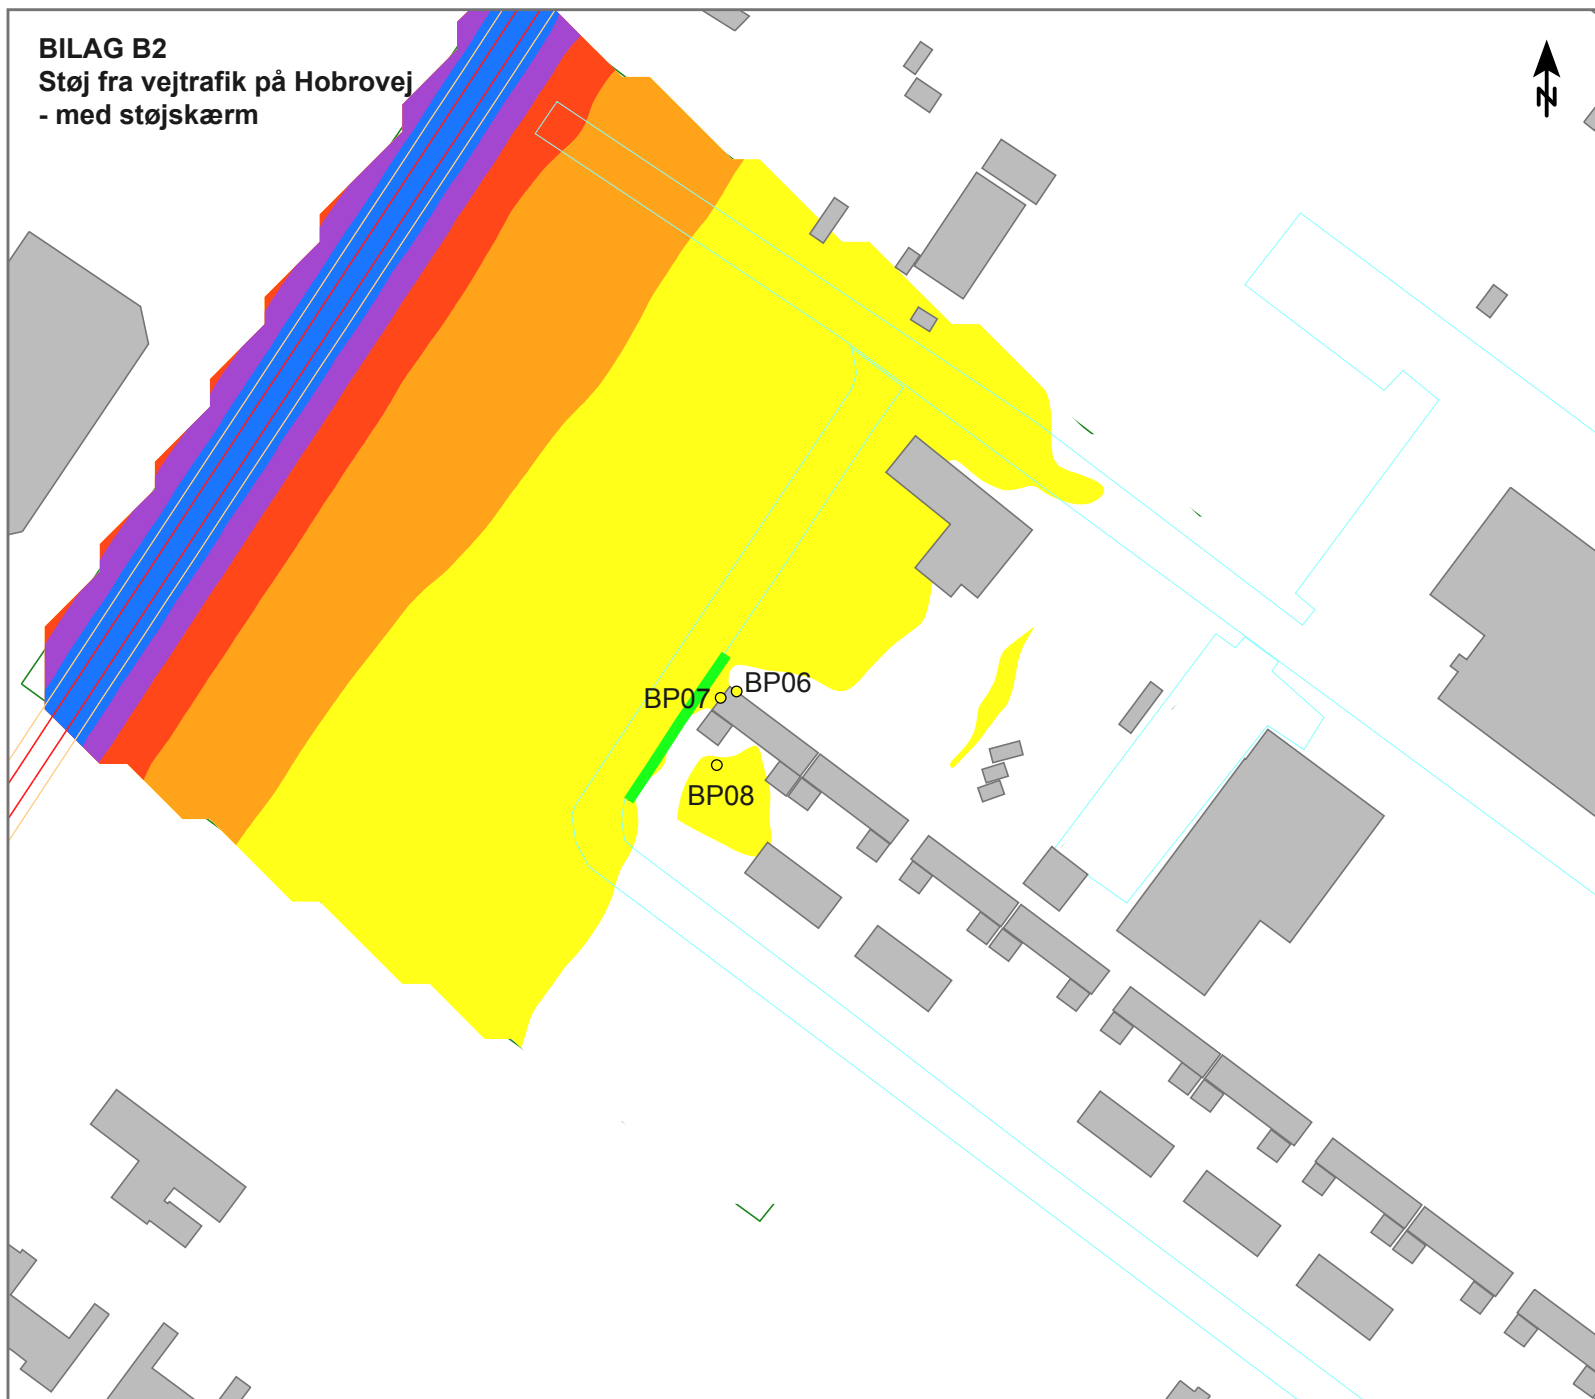 BILAG B2
Støj fra vejtrafik på Hobrovej
- med støjskærm
N
BP06
BP07
BP08